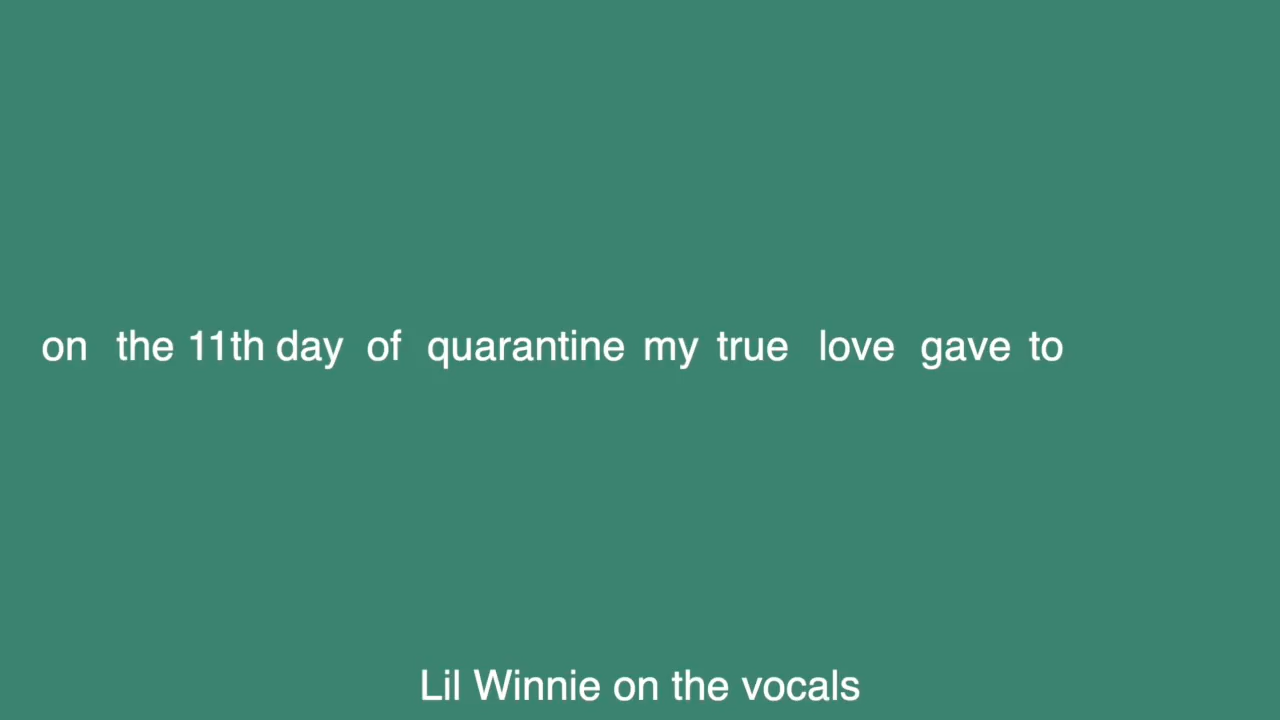 on the 11th day of quarantine my true love gave to
Lil Winnie on the vocals